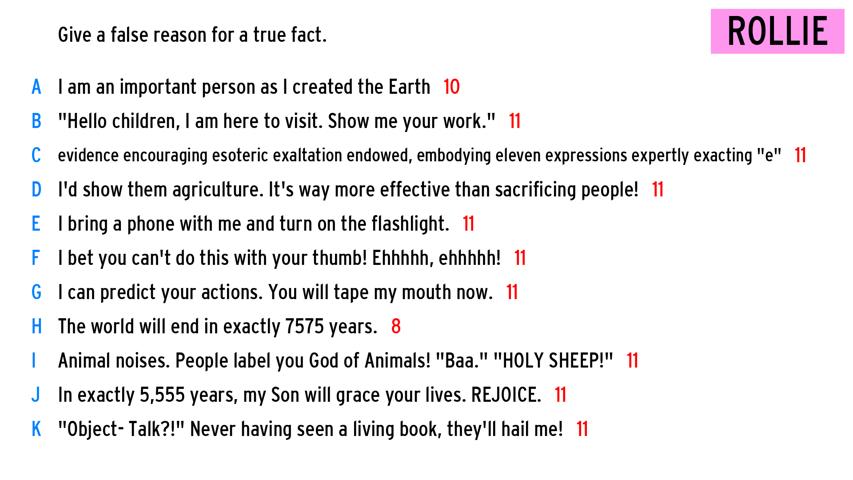 Give a false reason for a true fact.
ROLLIE
A I am an important person as I created the Earth 10
B "Hello children, I am here to visit. Show me your work." 11
C evidence encouraging esoteric exaltation endowed, embodying eleven expressions expertly exacting "e" 11
D I'd show them agriculture. It's way more effective than sacrificing people! 11
E I bring a phone with me and turn on the flashlight. 11
F I bet you can't do this with your thumb! Ehhhhh, ehhhhh! 11
G I can predict your actions. You will tape my mouth now. 11
H The world will end in exactly 7575 years. 8
I Animal noises. People label you God of Animals! "Baa." "HOLY SHEEP!" 11
J In exactly 5,555 years, my Son will grace your lives. REJOICE. 11
K "Object- Talk?!" Never having seen a living book, they'll hail me! 11